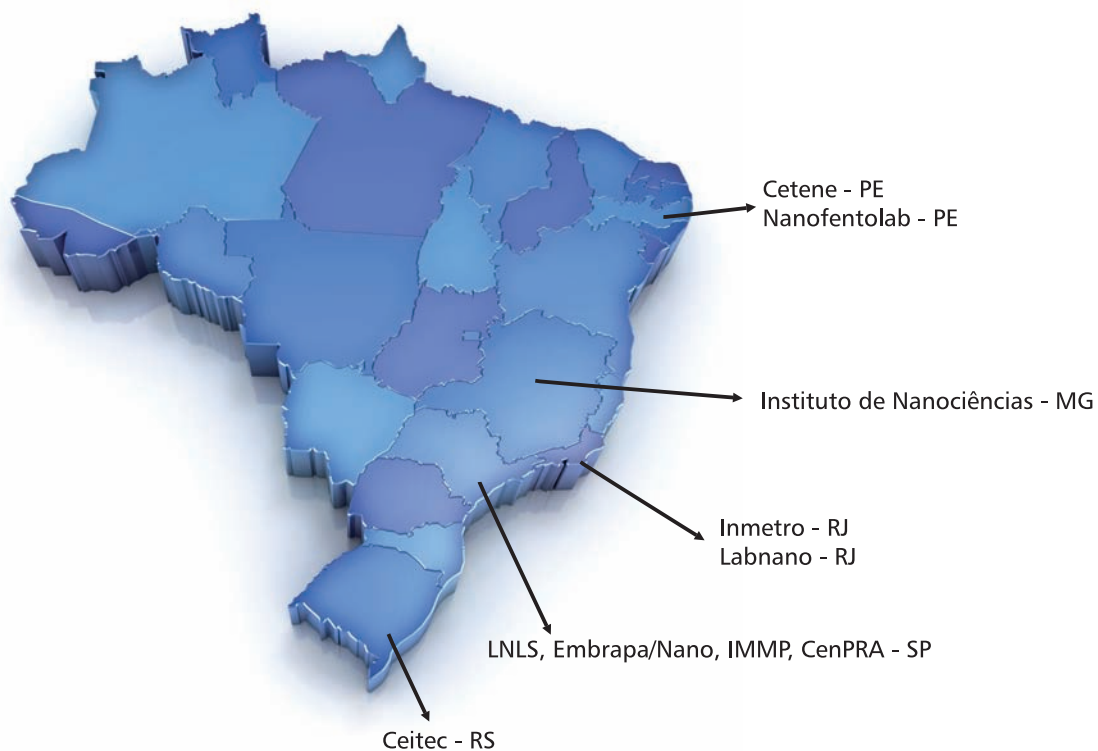 Cetene - PE
Nanofentolab - PE
Instituto de Nanociências - MG
Inmetro - RJ
Labnano - RJ
LNLS, Embrapa/Nano, IMMP, CenPRA - SP
Ceitec - RS